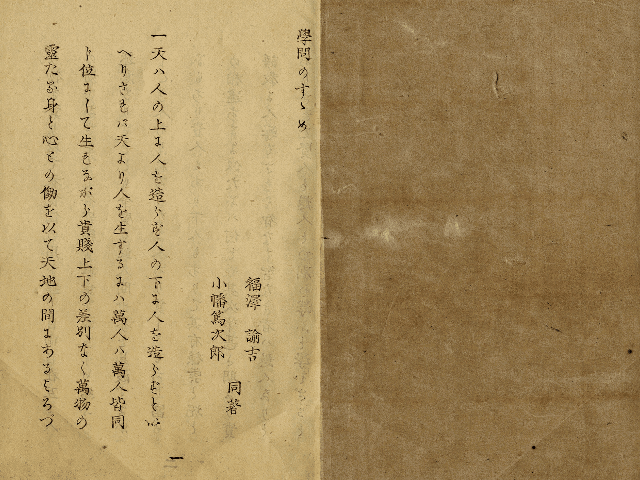 學問のすゝめ
福澤 諭吉
小幡篤次郎
同著
一天ハ人の上に人を造らず人の下に人を造らずとい
へりされバ天より人を生ずるにハ萬人ハ萬人皆同
じ位にして生れながら貴賤上下の差別なく萬物の
靈たる身と心との働を以て天地の間にあるよろづ
一